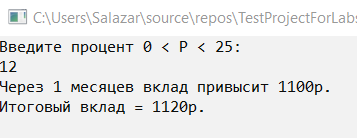 C:\Users\Salazar\source\repos\TestProjectForLabs
Введите процент 0 < P < 25:
12
Через 1 месяцев вклад привысит 1100р.
Итоговый вклад = 1120р.